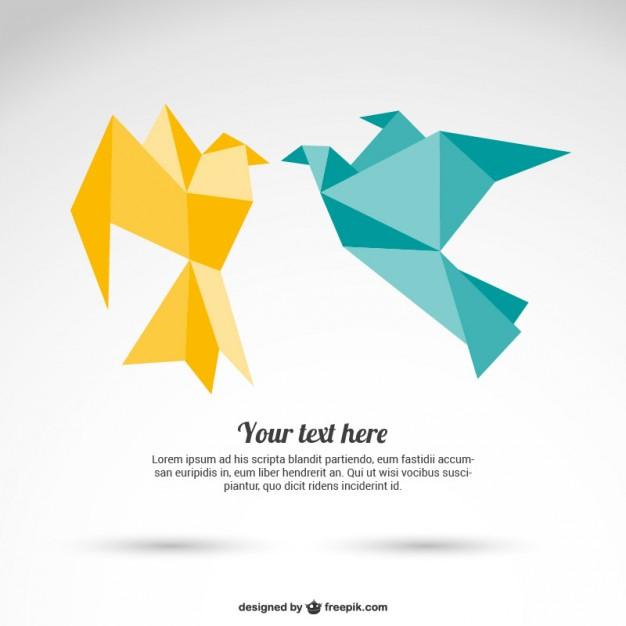 Your text here
Lorem ipsum ad his scripta blandit partiendo, eum fastidii accum-
san euripidis in, eum liber hendrerit an. Qui ut wisi vocibus susci-
piantur, quo dicit ridens inciderint id.
designed by freepik.com